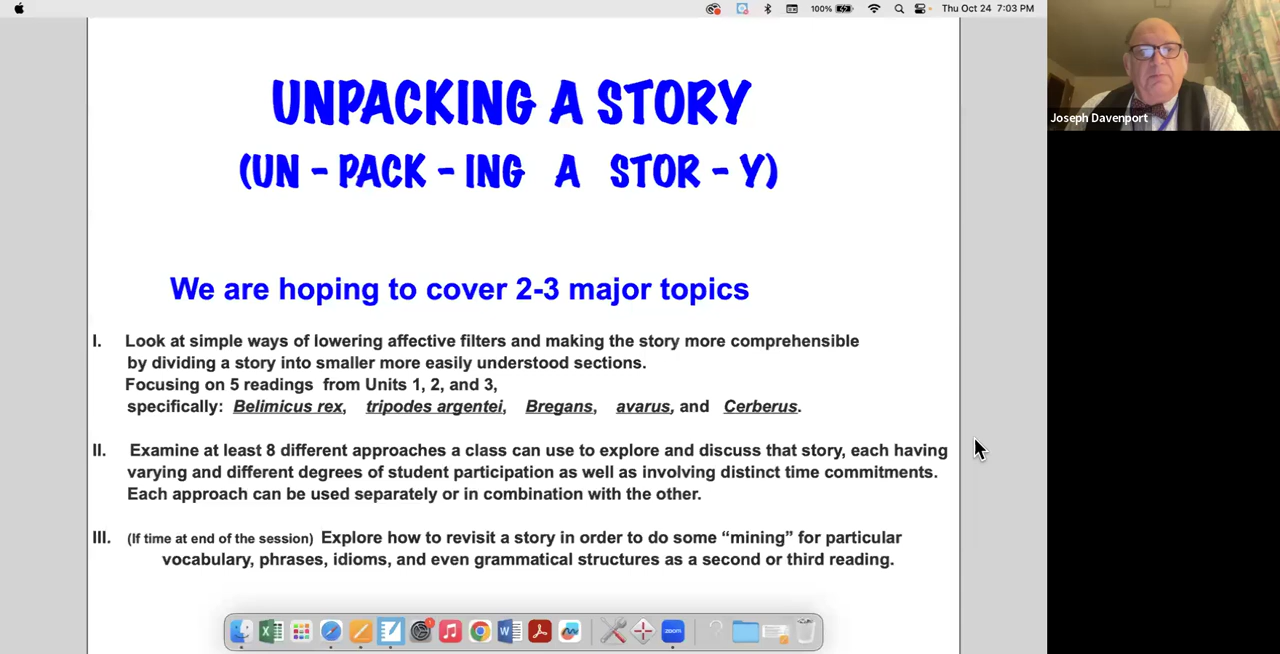 100%
Thu Oct 24 7:03 PM
UNPACKING A STORY
(UN - PACK - ING A STOR - Y)
We are hoping to cover 2-3 major topics
I. Look at simple ways of lowering affective filters and making the story more comprehensible
by dividing a story into smaller more easily understood sections.
Focusing on 5 readings from Units 1, 2, and 3,
specifically: Belimicus rex, tripodes argentei, Bregans, avarus, and Cerberus.
II. Examine at least 8 different approaches a class can use to explore and discuss that story, each having
varying and different degrees of student participation as well as involving distinct time commitments.
Each approach can be used separately or in combination with the other.
III. (If time at end of the session) Explore how to revisit a story in order to do some “mining” for particular
vocabulary, phrases, idioms, and even grammatical structures as a second or third reading.
Joseph Davenport
zoom